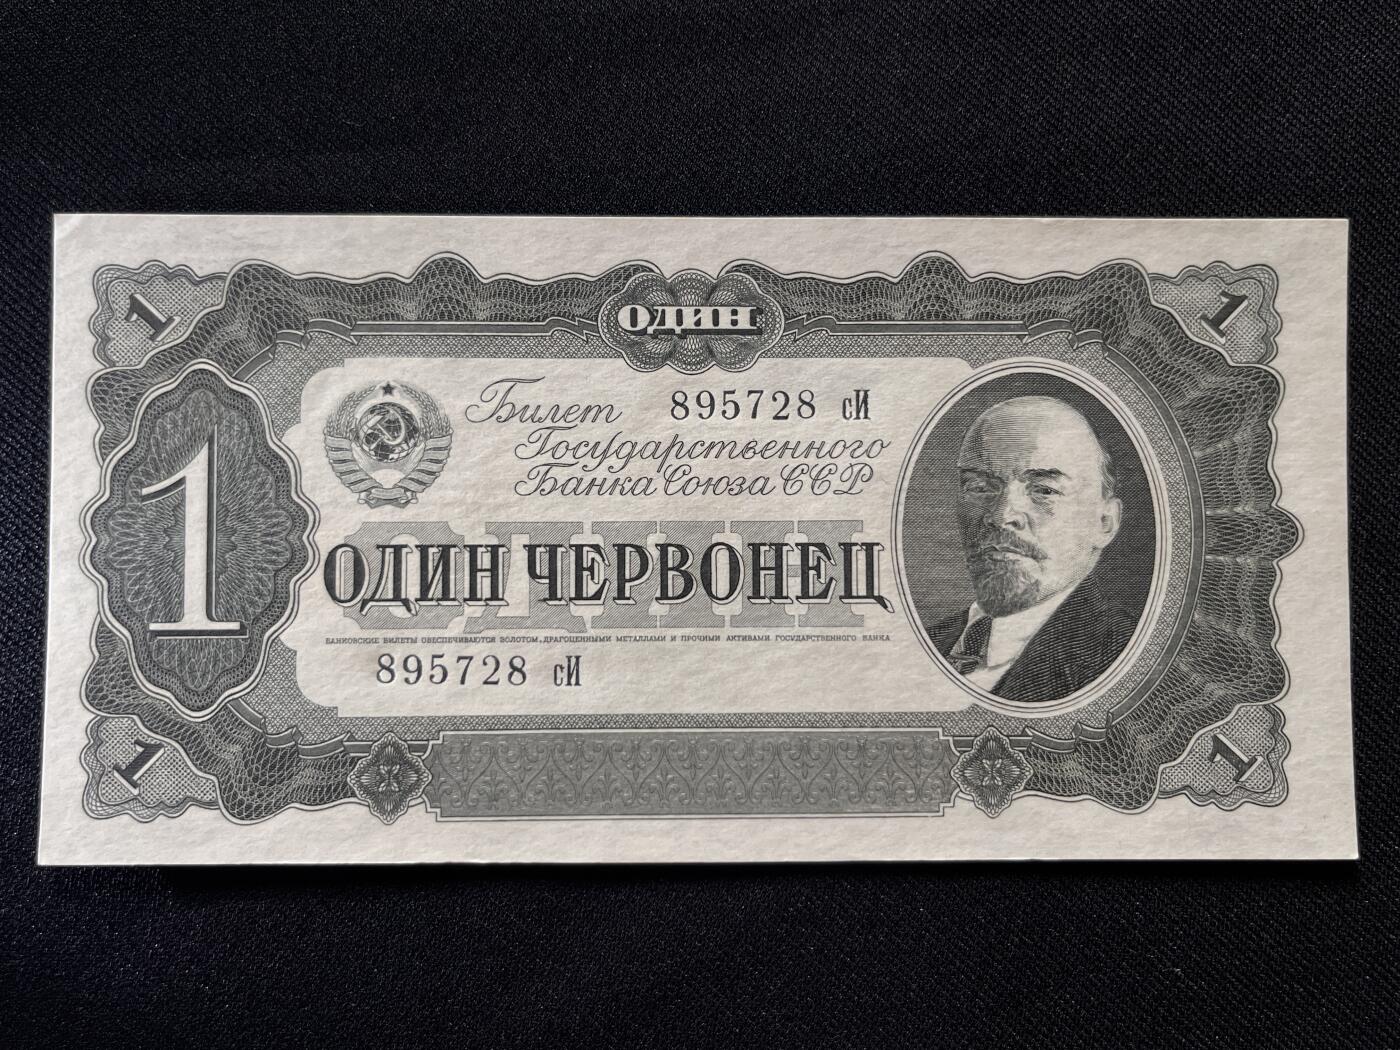 1 ОДИН 1
Билет 895728 сИ
Государственного
Банка Союза ССР
1
ОДИН
ОДИН ЧЕРВОНЕЦ
БАНКОВСКИЕ БИЛЕТЫ ОБЕСПЕЧИВАЮТСЯ ЗОЛОТОМ, ДРАГОЦЕННЫМИ МЕТАЛЛАМИ И ПРОЧИМИ АКТИВАМИ ГОСУДАРСТВЕННОГО БАНКА
895728 сИ
1 1